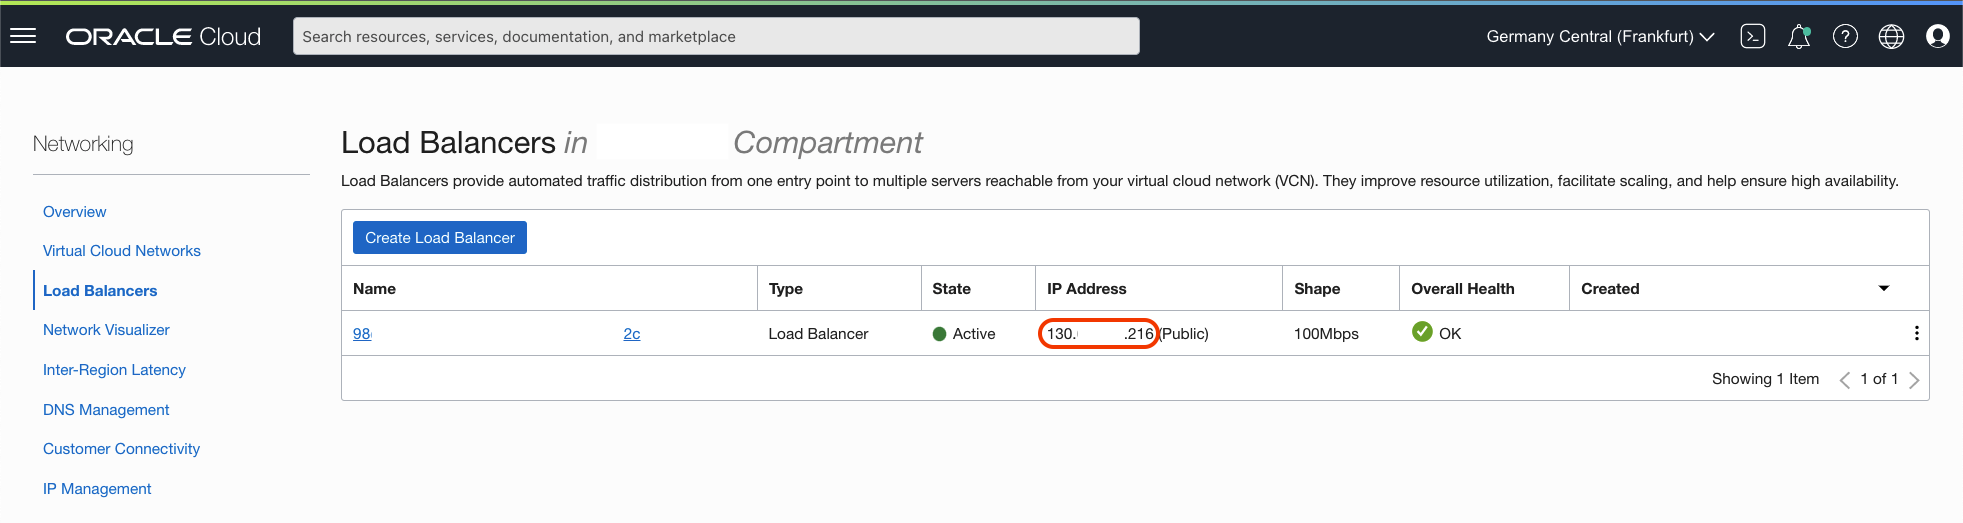 ORACLE Cloud
Search resources, services, documentation, and marketplace
Germany Central (Frankfurt)
Networking
Overview
Virtual Cloud Networks
Load Balancers
Network Visualizer
Inter-Region Latency
DNS Management
Customer Connectivity
IP Management
Load Balancers in Compartment
Load Balancers provide automated traffic distribution from one entry point to multiple servers reachable from your virtual cloud network (VCN). They improve resource utilization, facilitate scaling, and help ensure high availability.
Create Load Balancer
Name Type State IP Address Shape Overall Health Created
98 2c Load Balancer Active 130. .216 (Public) 100Mbps OK
Showing 1 Item 1 of 1